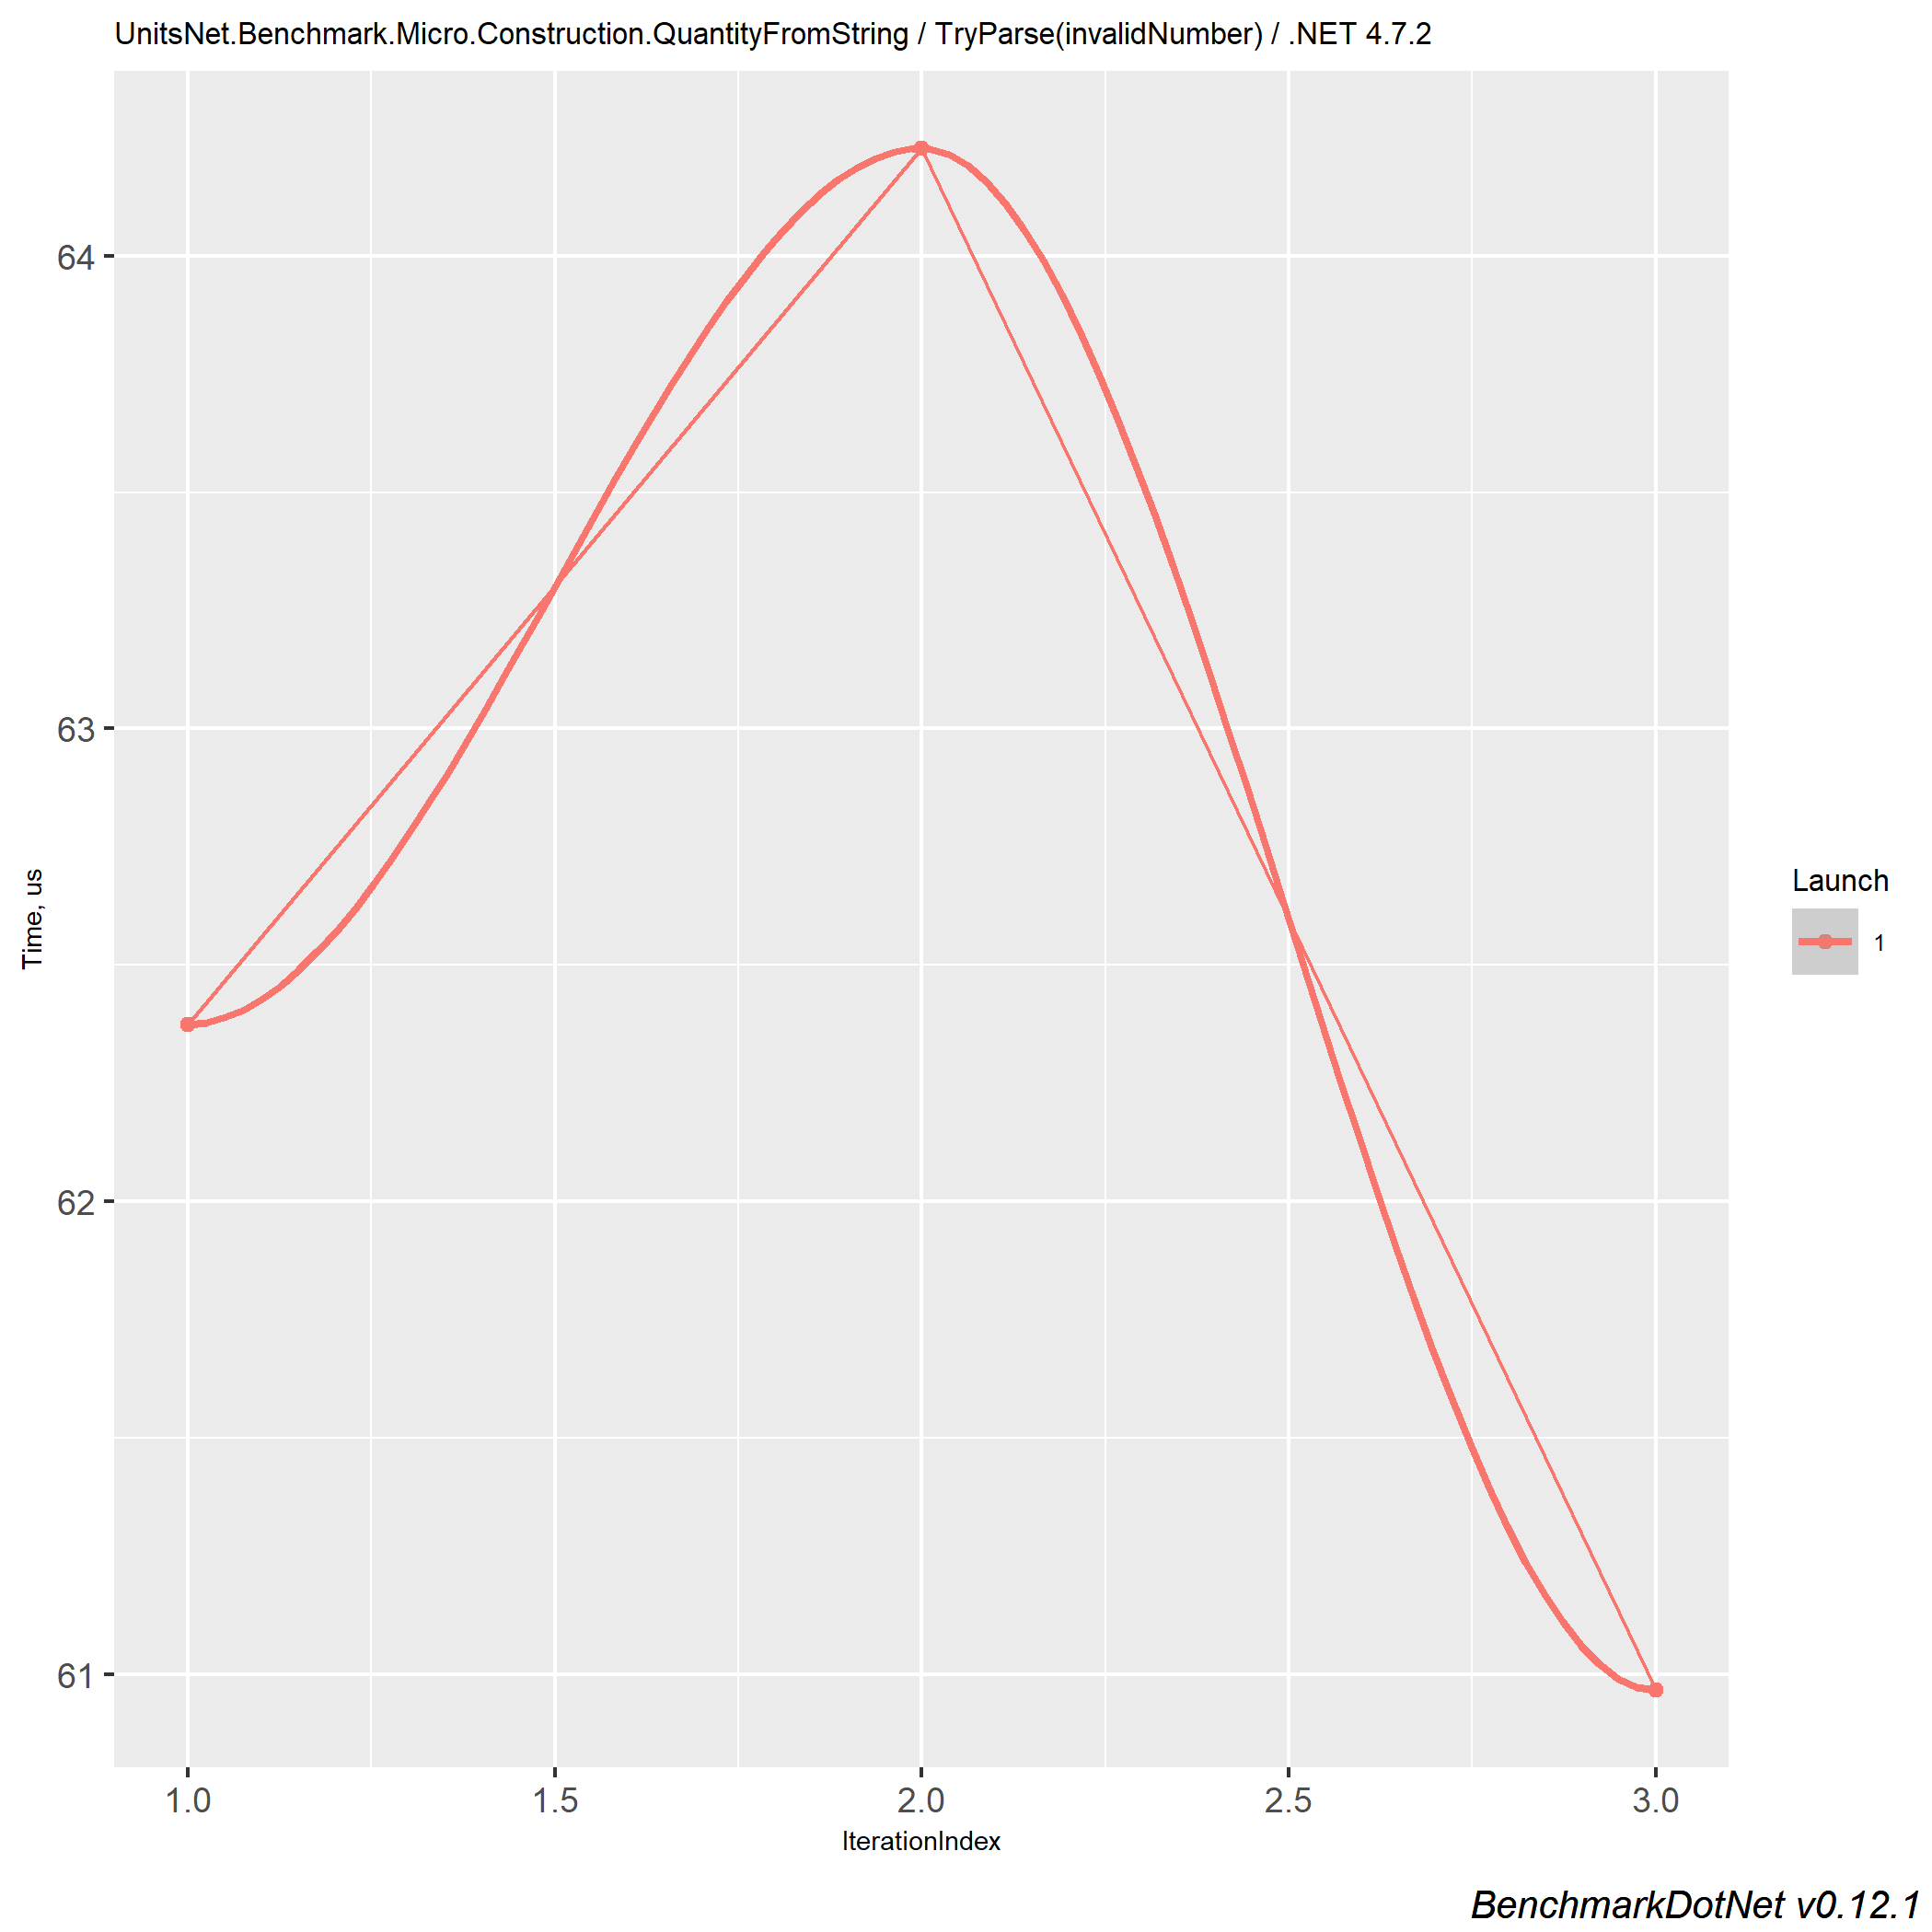 UnitsNet.Benchmark.Micro.Construction.QuantityFromString / TryParse(invalidNumber) / .NET 4.7.2
64
63
62
61
Time, us
1.0 1.5 2.0 2.5 3.0
IterationIndex
Launch
1
BenchmarkDotNet v0.12.1